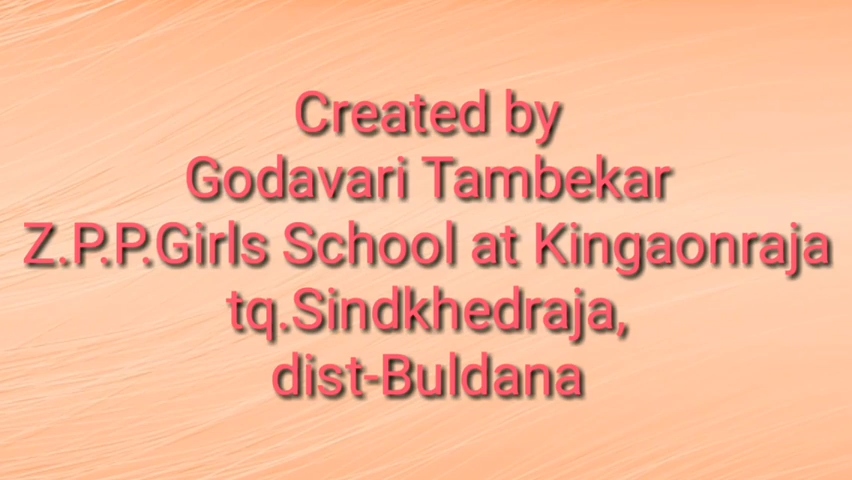 Created by
Godavari Tambekar
Z.P.P.Girls School at Kingaonraja
tq.Sindkhedraja,
dist-Buldana